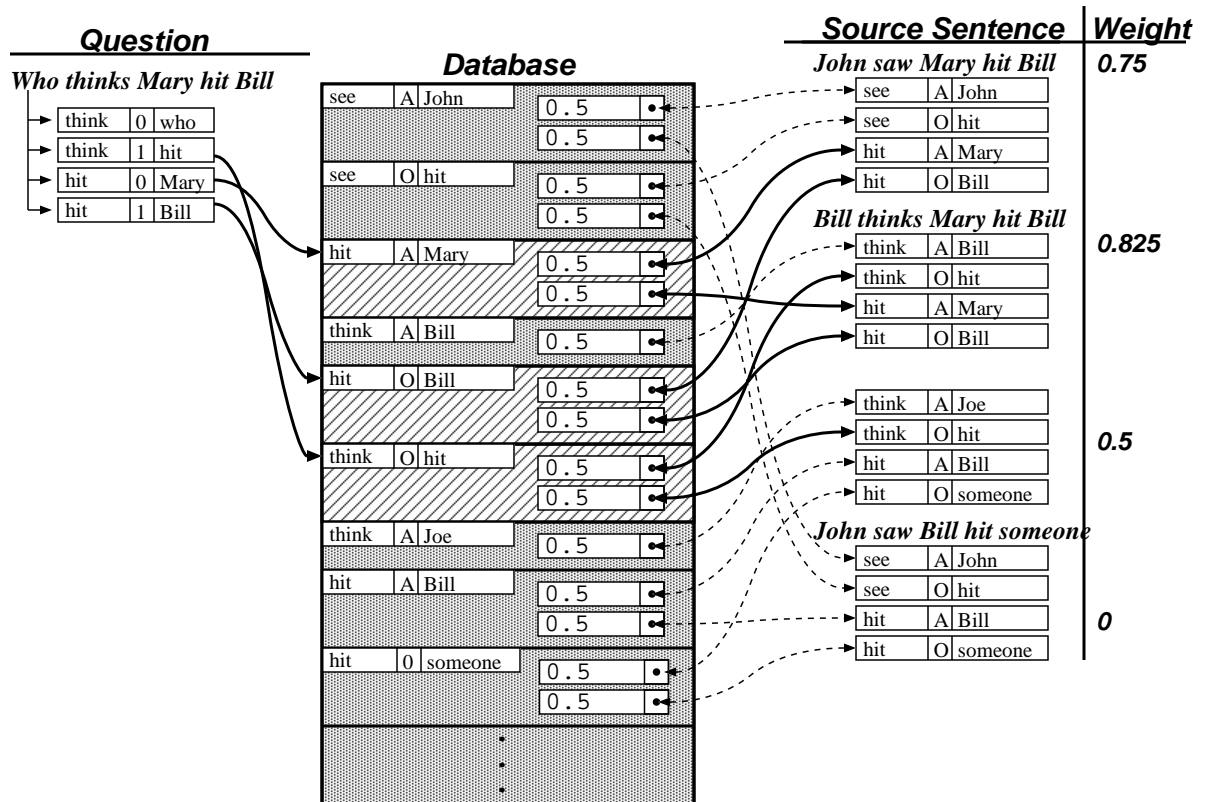 Question
Who thinks Mary hit Bill
think 0 who
think 1 hit
hit 0 Mary
hit 1 Bill
Database
see A John 0.5
0.5
see O hit 0.5
0.5
hit A Mary 0.5
0.5
think A Bill 0.5
hit O Bill 0.5
0.5
think O hit 0.5
0.5
think A Joe 0.5
hit A Bill 0.5
0.5
hit 0 someone 0.5
0.5
Source Sentence Weight
John saw Mary hit Bill 0.75
see A John
see O hit
hit A Mary
hit O Bill
Bill thinks Mary hit Bill
think A Bill 0.825
think O hit
hit A Mary
hit O Bill
think A Joe
think O hit 0.5
hit A Bill
hit O someone
John saw Bill hit someone
see A John
see O hit
hit A Bill 0
hit O someone